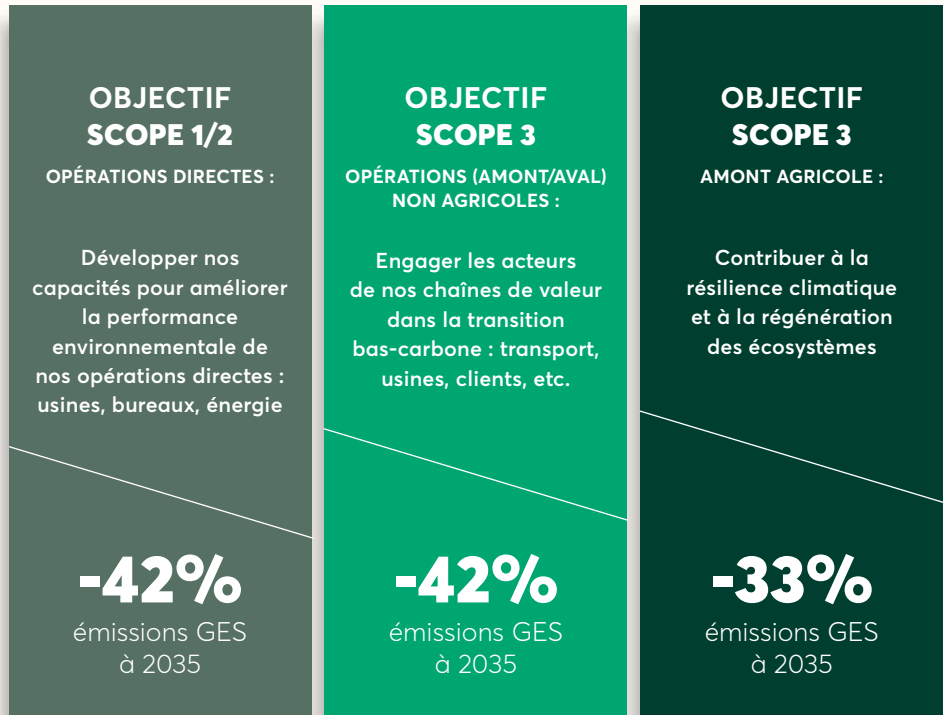 OBJECTIF
SCOPE 1/2
OPÉRATIONS DIRECTES :
Développer nos
capacités pour améliorer
la performance
environnementale de
nos opérations directes :
usines, bureaux, énergie
-42%
émissions GES
à 2035
OBJECTIF
SCOPE 3
OPÉRATIONS (AMONT/AVAL)
NON AGRICOLES :
Engager les acteurs
de nos chaînes de valeur
dans la transition
bas-carbone : transport,
usines, clients, etc.
-42%
émissions GES
à 2035
OBJECTIF
SCOPE 3
AMONT AGRICOLE :
Contribuer à la
résilience climatique
et à la régénération
des écosystèmes
-33%
émissions GES
à 2035